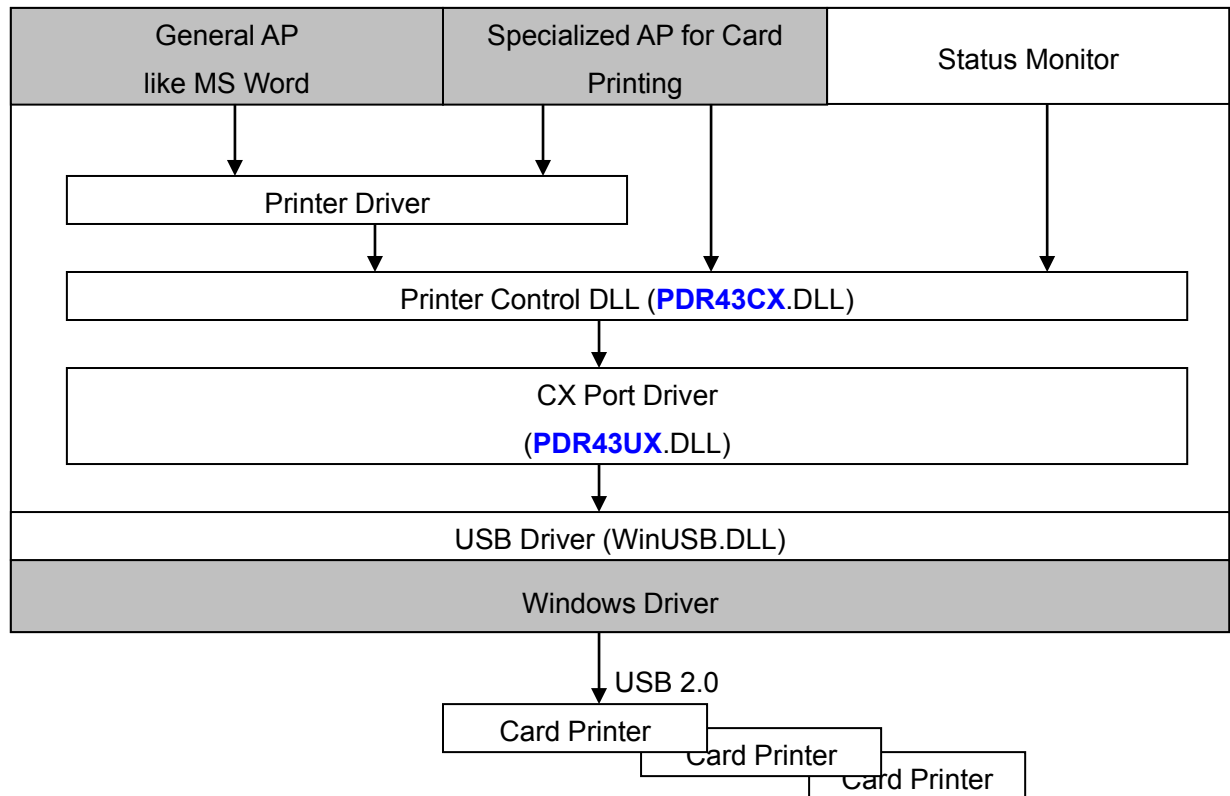 General AP
like MS Word
Specialized AP for Card
Printing
Status Monitor
Printer Driver
Printer Control DLL (PDR43CX.DLL)
CX Port Driver
(PDR43UX.DLL)
USB Driver (WinUSB.DLL)
Windows Driver
USB 2.0
Card Printer
Card Printer
Card Printer